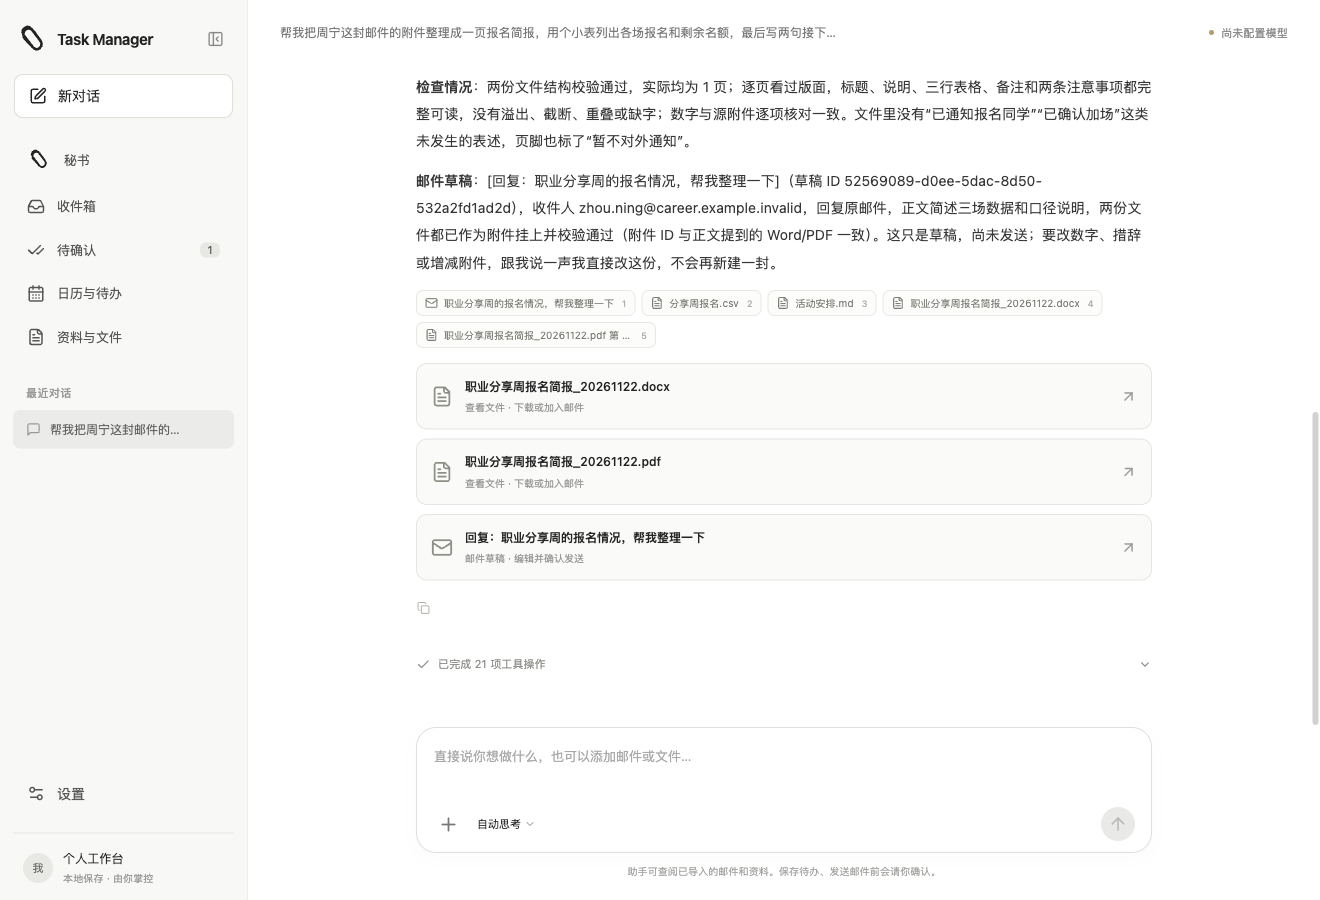 Task Manager
新对话
秘书
收件箱
待确认 1
日历与待办
资料与文件
最近对话
帮我把周宁这封邮件的...
设置
我
个人工作台
本地保存 · 由你掌控
帮我把周宁这封邮件的附件整理成一页报名简报，用个小表列出各场报名和剩余名额，最后写两句接下...
尚未配置模型
检查情况：两份文件结构校验通过，实际均为 1 页；逐页看过版面，标题、说明、三行表格、备注和两条注意事项都完
整可读，没有溢出、截断、重叠或缺字；数字与源附件逐项核对一致。文件里没有“已通知报名同学”“已确认加场”这类
未发生的表述，页脚也标了“暂不对外通知”。
邮件草稿：[回复：职业分享周的报名情况，帮我整理一下]（草稿 ID 52569089-d0ee-5dac-8d50-
532a2fd1ad2d），收件人 zhou.ning@career.example.invalid，回复原邮件，正文简述三场数据和口径说明，两份文
件都已作为附件挂上并校验通过（附件 ID 与正文提到的 Word/PDF 一致）。这只是草稿，尚未发送；要改数字、措辞
或增减附件，跟我说一声我直接改这份，不会再新建一封。
职业分享周的报名情况，帮我整理一下 1
分享周报名.csv 2
活动安排.md 3
职业分享周报名简报_20261122.docx 4
职业分享周报名简报_20261122.pdf 第 ... 5
职业分享周报名简报_20261122.docx
查看文件 · 下载或加入邮件
职业分享周报名简报_20261122.pdf
查看文件 · 下载或加入邮件
回复：职业分享周的报名情况，帮我整理一下
邮件草稿 · 编辑并确认发送
已完成 21 项工具操作
直接说你想做什么，也可以添加邮件或文件...
自动思考
助手可查阅已导入的邮件和资料。保存待办、发送邮件前会请你确认。